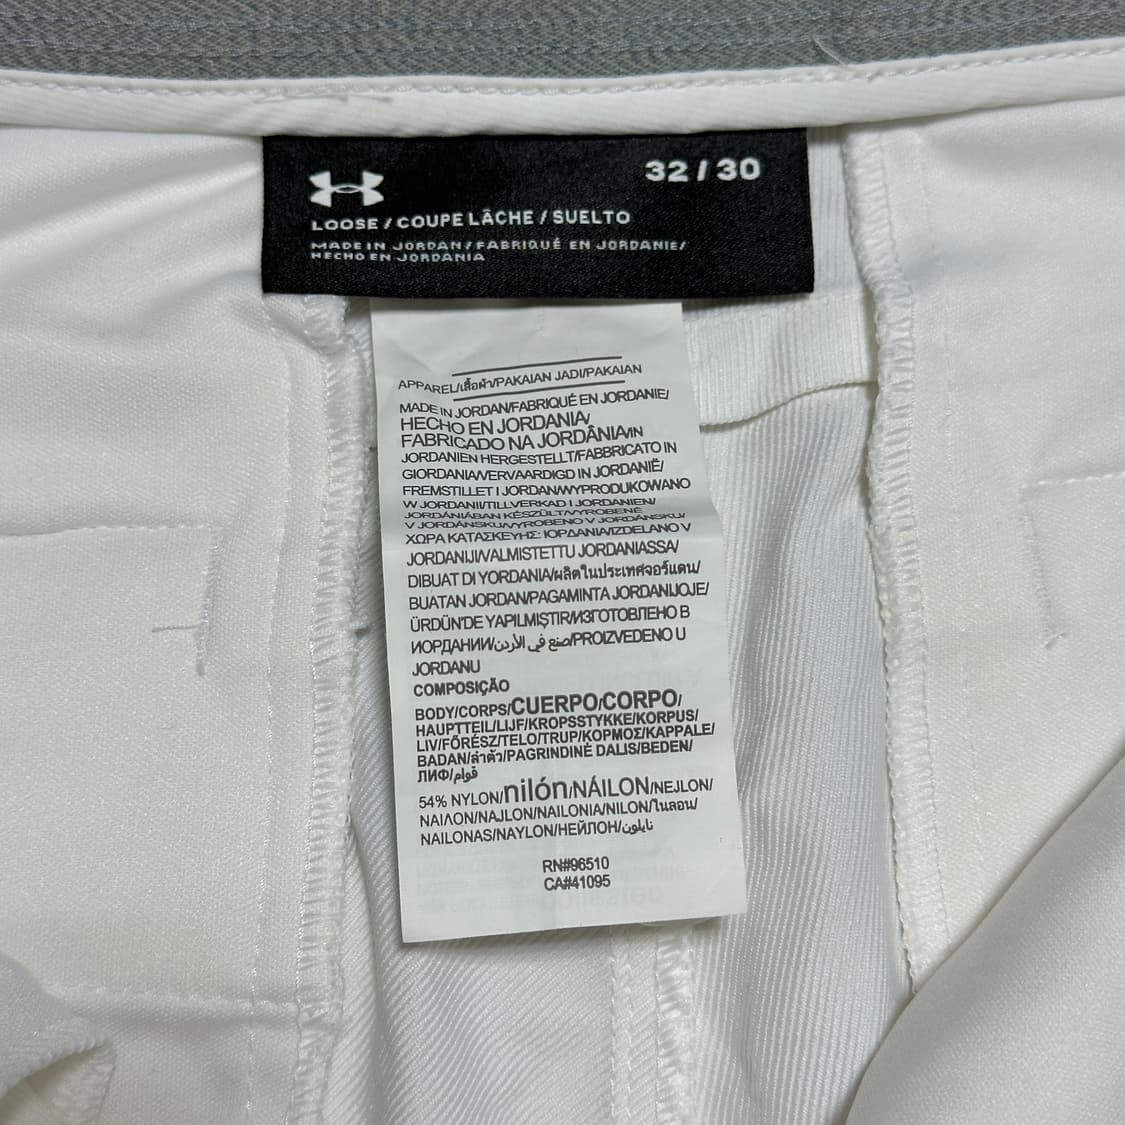 32 / 30
LOOSE / COUPE LÂCHE / SUELTO
MADE IN JORDAN / FABRIQUÉ EN JORDANIE/
HECHO EN JORDANIA
APPAREL/เสื้อผ้า/PAKAIAN JADI/PAKAIAN
MADE IN JORDAN/FABRIQUÉ EN JORDANIE/
HECHO EN JORDANIA/
FABRICADO NA JORDÂNIA/IN
JORDANIEN HERGESTELLT/FABBRICATO IN
GIORDANIA/VERVAARDIGD IN JORDANIË/
FREMSTILLET I JORDAN/WYPRODUKOWANO
W JORDANII/TILLVERKAD I JORDANIEN/
JORDÁNIÁBAN KÉSZÜLT/VYROBENÉ
V JORDÁNSKU/VYROBENO V JORDÁNSKU/
ΧΩΡΑ ΚΑΤΑΣΚΕΥΗΣ: ΙΟΡΔΑΝΙΑ/IZDELANO V
JORDANIJI/VALMISTETTU JORDANIASSA/
DIBUAT DI YORDANIA/ผลิตในประเทศจอร์แดน/
BUATAN JORDAN/PAGAMINTA JORDANIJOJE/
ÜRDÜN'DE YAPILMIŞTIR/ИЗГОТОВЛЕНО В
ИОРДАНИИ/صنع في الأردن/PROIZVEDENO U
JORDANU
COMPOSIÇÃO
BODY/CORPS/CUERPO/CORPO/
HAUPTTEIL/LIJF/KROPSSTYKKE/KORPUS/
LIV/FŐRÉSZ/TELO/TRUP/ΚΟΡΜΟΣ/KAPPALE/
BADAN/ลำตัว/PAGRINDINĖ DALIS/BEDEN/
ЛИФ/قوام/
54% NYLON/nilón/NÁILON/NEJLON/
ΝΑΙΛΟΝ/NAJLON/NAILONIA/NILON/ไนลอน/
NAILONAS/NAYLON/НЕЙЛОН/نايلون
RN#96510
CA#41095